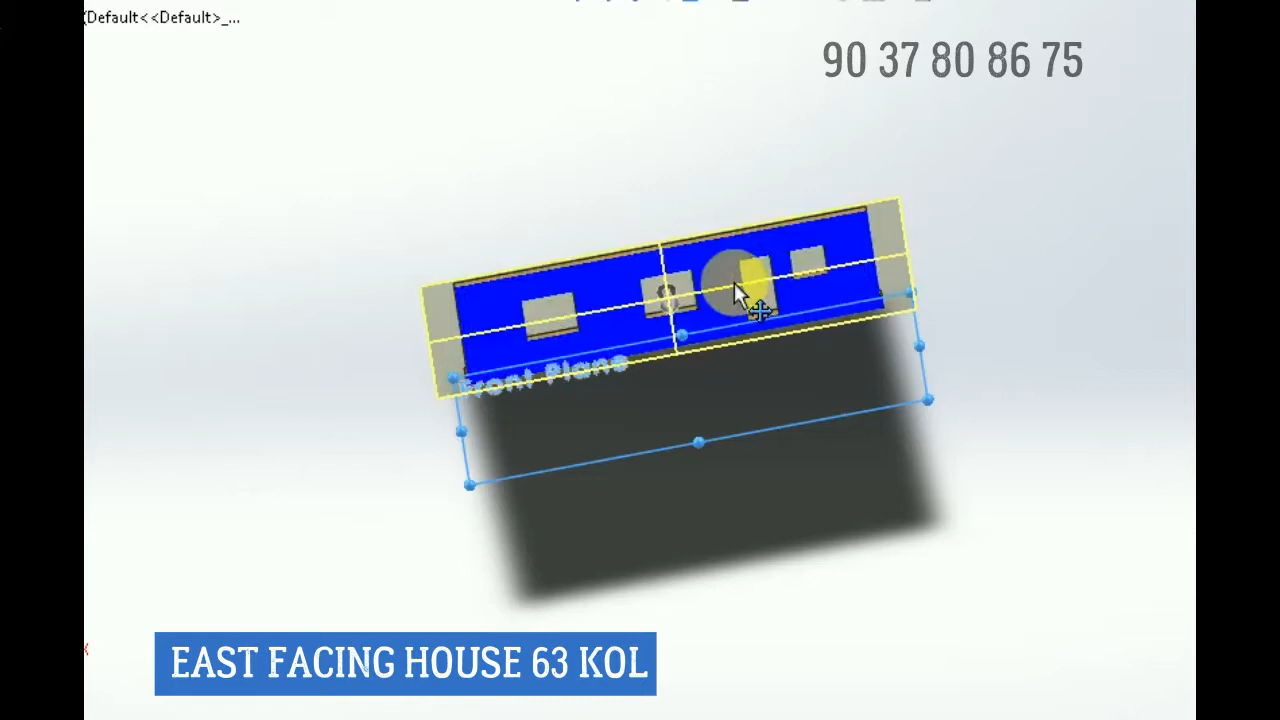 (Default<<Default>_...
90 37 80 86 75
Front Plane
EAST FACING HOUSE 63 KOL